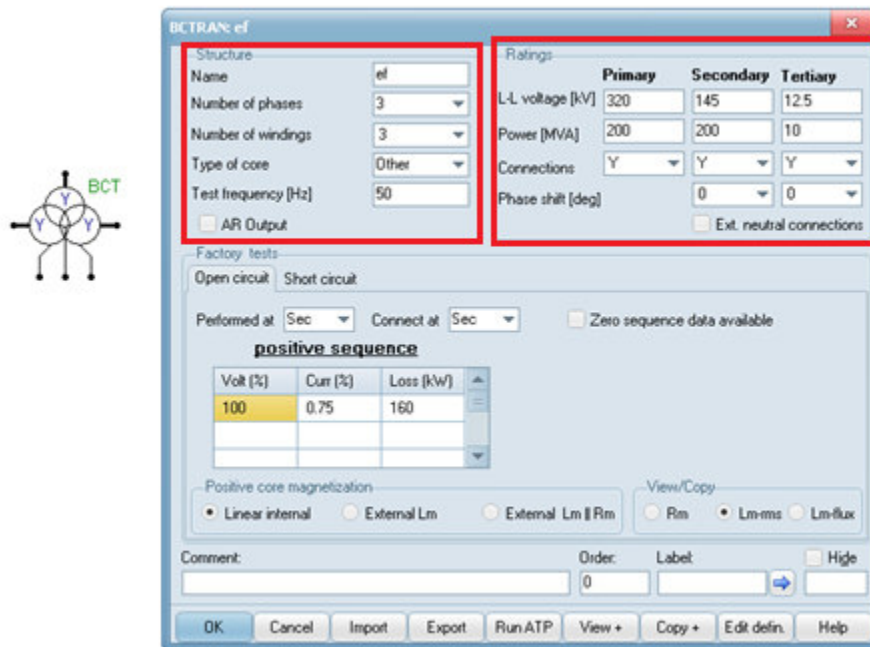 BCTRAN: ef
Structure
Name ef
Number of phases 3
Number of windings 3
Type of core Other
Test frequency [Hz] 50
AR Output
Ratings
Primary Secondary Tertiary
L-L voltage [kV] 320 145 12.5
Power [MVA] 200 200 10
Connections Y Y Y
Phase shift [deg] 0 0
Ext. neutral connections
BCT
Y
Y Y
Factory tests
Open circuit Short circuit
Performed at Sec Connect at Sec Zero sequence data available
positive sequence
Volt (%) Curr (%) Loss (kW)
100 0.75 160
Positive core magnetization
Linear internal External Lm External Lm || Rm
View/Copy
Rm Lm-rms Lm-flux
Comment: Order: Label: Hide
0
OK Cancel Import Export Run ATP View + Copy + Edit defin. Help